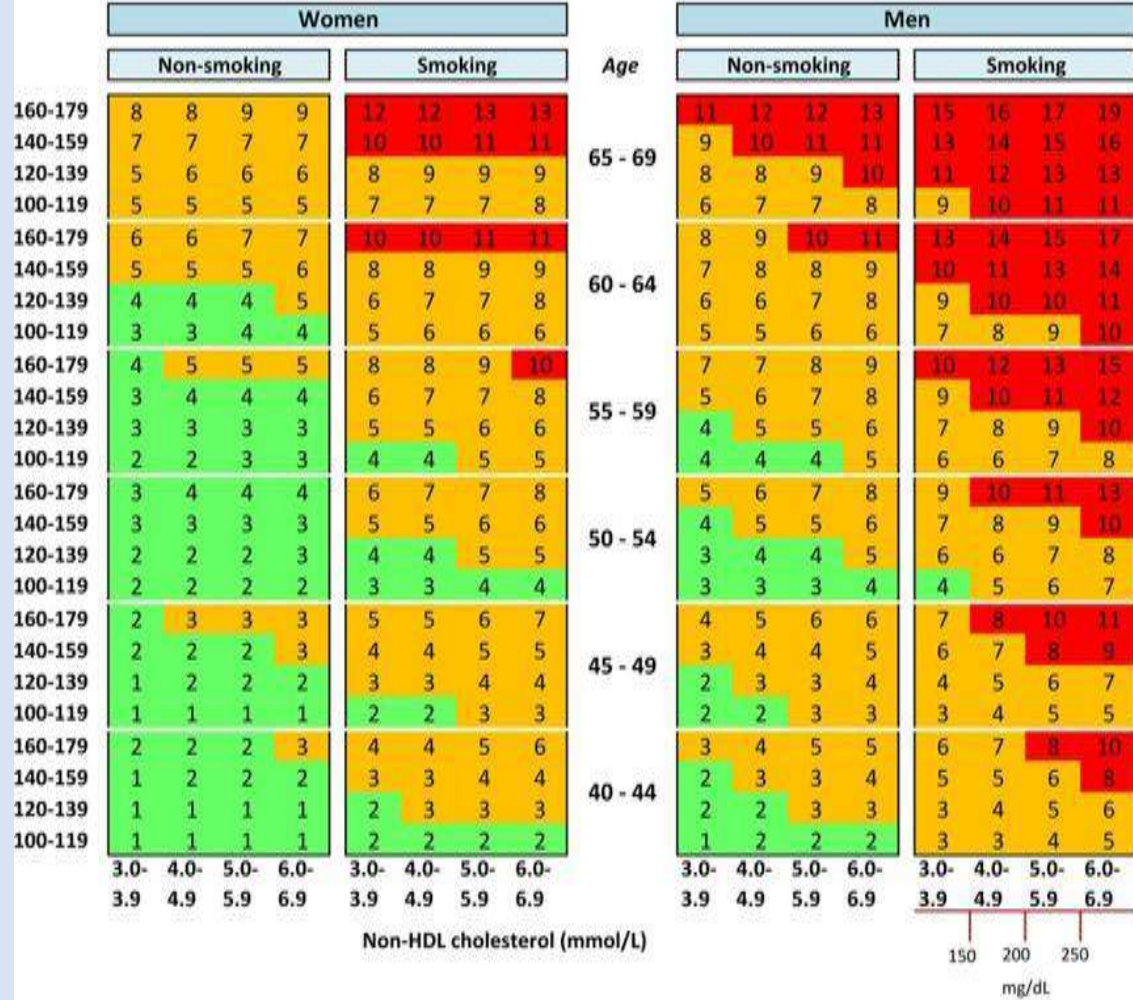 Women Men
Non-smoking Smoking Age Non-smoking Smoking
160-179 8 8 9 9 12 12 13 13 11 12 12 13 15 16 17 19
140-159 7 7 7 7 10 10 11 11 9 10 11 11 13 14 15 16
65 - 69
120-139 5 6 6 6 8 9 9 9 8 8 9 10 11 12 13 13
100-119 5 5 5 5 7 7 7 8 6 7 7 8 9 10 11 11
160-179 6 6 7 7 10 10 11 11 8 9 10 11 13 14 15 17
140-159 5 5 5 6 8 8 9 9 7 8 8 9 10 11 13 14
60 - 64
120-139 4 4 4 5 6 7 7 8 6 6 7 8 9 10 10 11
100-119 3 3 4 4 5 6 6 6 5 5 6 6 7 8 9 10
160-179 4 5 5 5 8 8 9 10 7 7 8 9 10 12 13 15
140-159 3 4 4 4 6 7 7 8 5 6 7 8 9 10 11 12
55 - 59
120-139 3 3 3 3 5 5 6 6 4 5 5 6 7 8 9 10
100-119 2 2 3 3 4 4 5 5 4 4 4 5 6 6 7 8
160-179 3 4 4 4 6 7 7 8 5 6 7 8 9 10 11 13
140-159 3 3 3 3 5 5 6 6 4 5 5 6 7 8 9 10
50 - 54
120-139 2 2 2 3 4 4 5 5 3 4 4 5 6 6 7 8
100-119 2 2 2 2 3 3 4 4 3 3 3 4 4 5 6 7
160-179 2 3 3 3 5 5 6 7 4 5 6 6 7 8 10 11
140-159 2 2 2 3 4 4 5 5 3 4 4 5 6 7 8 9
45 - 49
120-139 1 2 2 2 3 3 4 4 2 3 3 4 4 5 6 7
100-119 1 1 1 1 2 2 3 3 2 2 3 3 3 4 5 5
160-179 2 2 2 3 4 4 5 6 3 4 5 5 6 7 8 10
140-159 1 2 2 2 3 3 4 4 2 3 3 4 5 5 6 8
40 - 44
120-139 1 1 1 1 2 3 3 3 2 2 3 3 3 4 5 6
100-119 1 1 1 1 2 2 2 2 1 2 2 2 3 3 4 5
3.0- 4.0- 5.0- 6.0- 3.0- 4.0- 5.0- 6.0- 3.0- 4.0- 5.0- 6.0- 3.0- 4.0- 5.0- 6.0-
3.9 4.9 5.9 6.9 3.9 4.9 5.9 6.9 3.9 4.9 5.9 6.9 3.9 4.9 5.9 6.9
Non-HDL cholesterol (mmol/L)
150 200 250
mg/dL